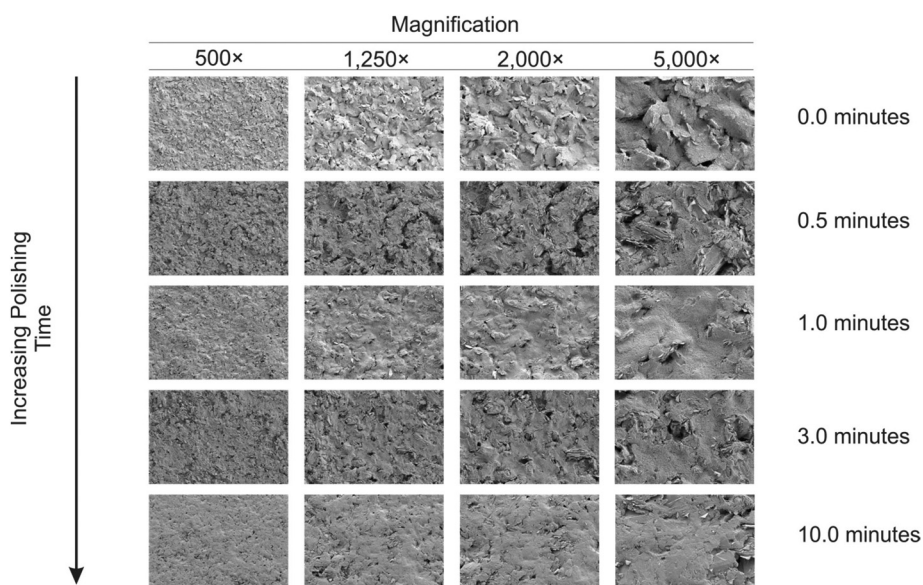 Magnification
500× 1,250× 2,000× 5,000×
0.0 minutes
0.5 minutes
1.0 minutes
3.0 minutes
10.0 minutes
Increasing Polishing
Time